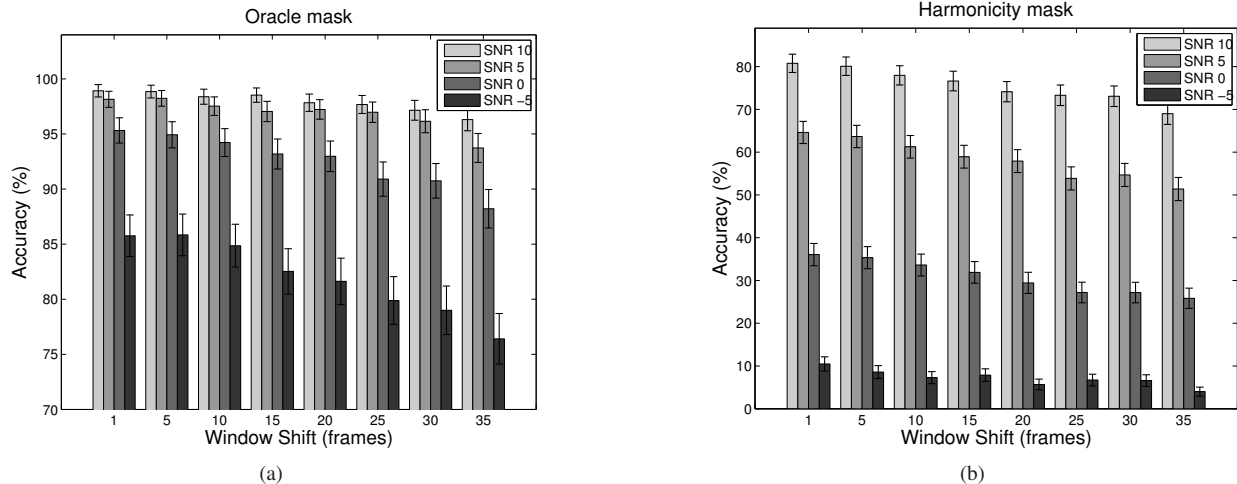 Oracle mask
SNR 10
SNR 5
SNR 0
SNR −5
100
95
90
85
80
75
70
Accuracy (%)
1 5 10 15 20 25 30 35
Window Shift (frames)
(a)
Harmonicity mask
SNR 10
SNR 5
SNR 0
SNR −5
80
70
60
50
40
30
20
10
0
Accuracy (%)
1 5 10 15 20 25 30 35
Window Shift (frames)
(b)